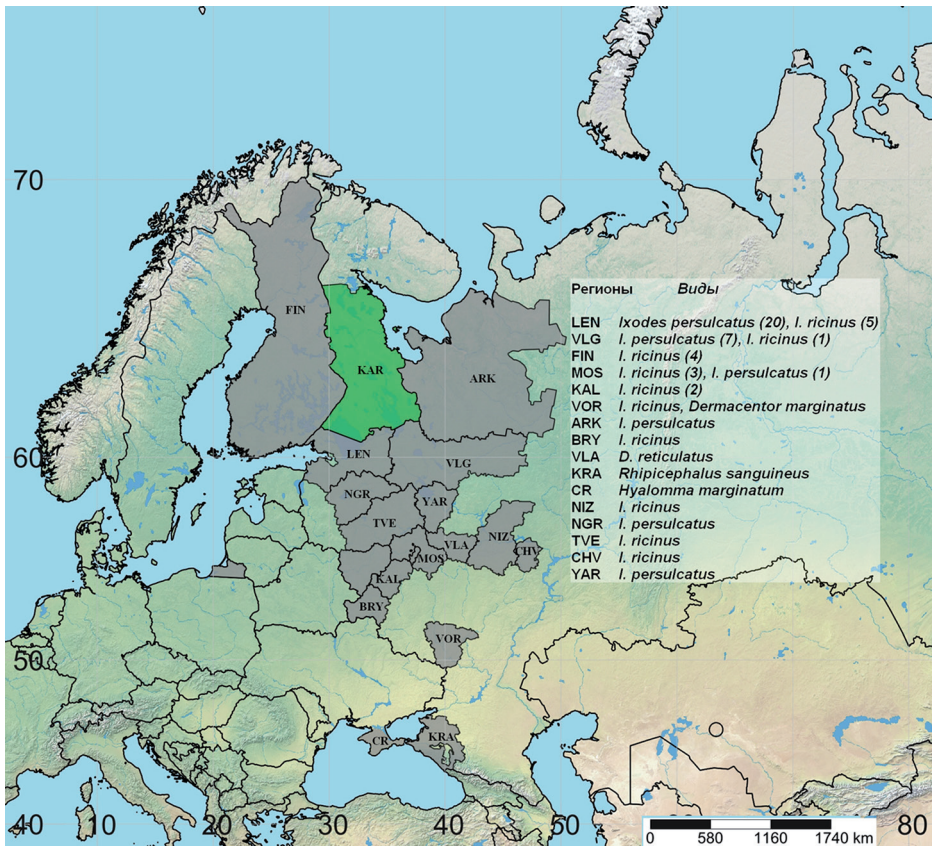 70
Регионы Виды
LEN Ixodes persulcatus (20), I. ricinus (5)
VLG I. persulcatus (7), I. ricinus (1)
FIN I. ricinus (4)
MOS I. ricinus (3), I. persulcatus (1)
KAL I. ricinus (2)
VOR I. ricinus, Dermacentor marginatus
ARK I. persulcatus
BRY I. ricinus
VLA D. reticulatus
KRA Rhipicephalus sanguineus
CR Hyalomma marginatum
NIZ I. ricinus
NGR I. persulcatus
TVE I. ricinus
CHV I. ricinus
YAR I. persulcatus
FIN
KAR
ARK
60
LEN
VLG
NGR
YAR
TVE
NIZ
VLA
MOS
CHV
KAL
BRY
VOR
50
CR
KRA
40 10 20 30 40 50 80
0 580 1160 1740 km